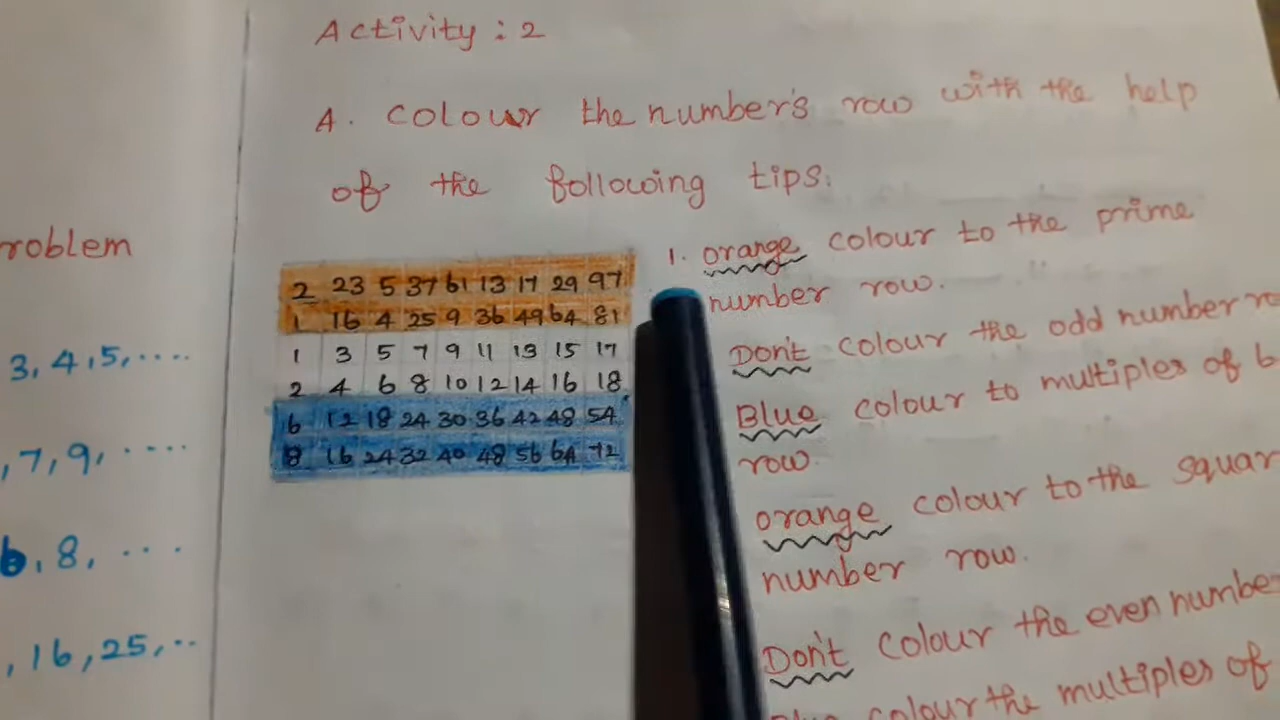 Activity : 2
A. Colour the number's row with the help
of the following tips.
roblem
3, 4, 5, ....
, 7, 9, ....
6, 8, ...
, 16, 25, ..
2 23 5 37 61 13 17 29 97
1 16 4 25 9 36 49 64 81
1 3 5 7 9 11 13 15 17
2 4 6 8 10 12 14 16 18
6 12 18 24 30 36 42 48 54
8 16 24 32 40 48 56 64 72
1. orange colour to the prime
number row.
Don't colour the odd number ro
Blue colour to multiples of 6
row.
orange colour to the squar
number row.
Don't colour the even numbe
colour the multiples of